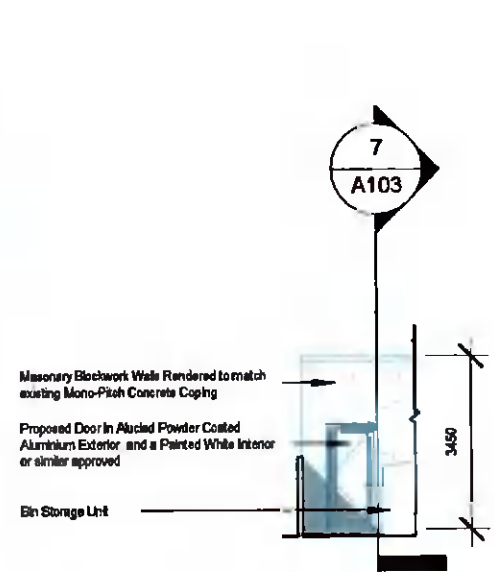 7
A103
Masonary Blockwork Walls Rendered to match
existing Mono-Pitch Concrete Coping
Proposed Door in Aluclad Powder Coated
Aluminium Exterior and a Painted White Interior
or similar approved
Bin Storage Unit
3450